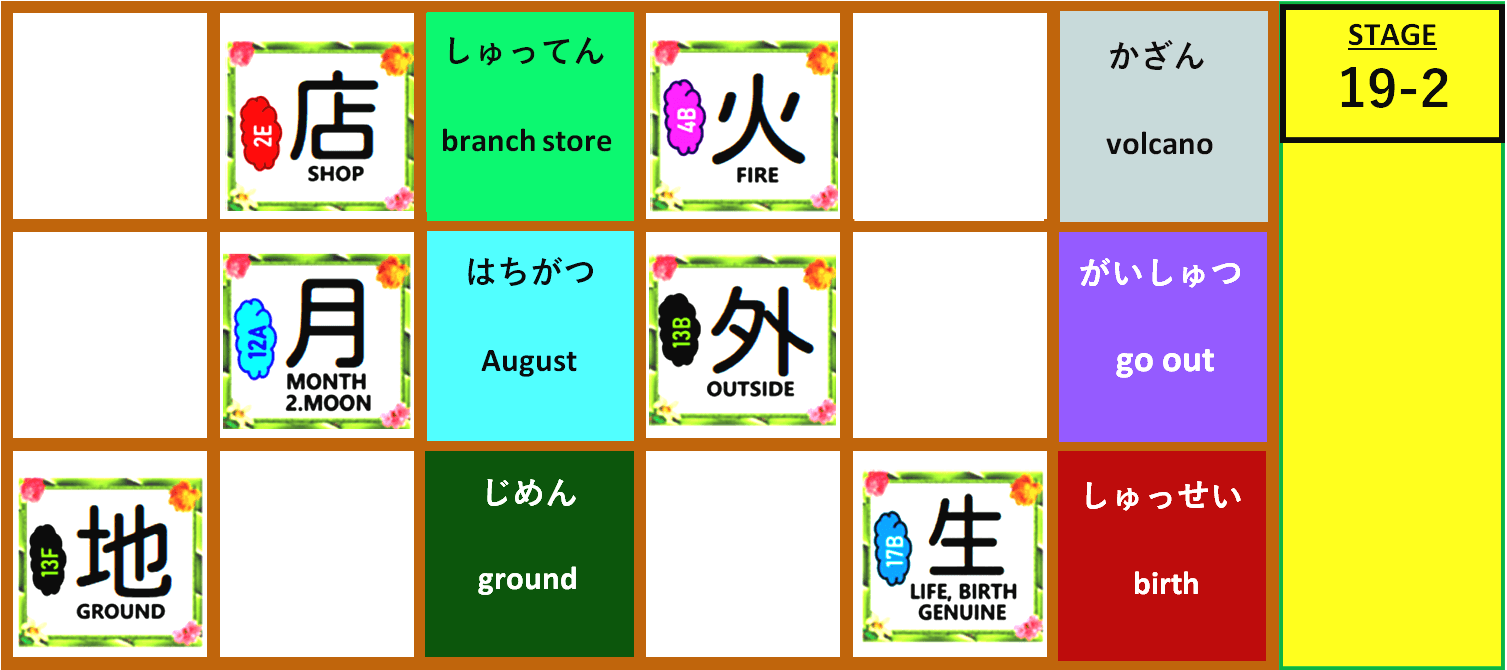 2E
店
SHOP
しゅってん
branch store
4B
火
FIRE
かざん
volcano
STAGE
19-2
12A
月
MONTH
2.MOON
はちがつ
August
13B
外
OUTSIDE
がいしゅつ
go out
13F
地
GROUND
じめん
ground
17B
生
LIFE, BIRTH
GENUINE
しゅっせい
birth